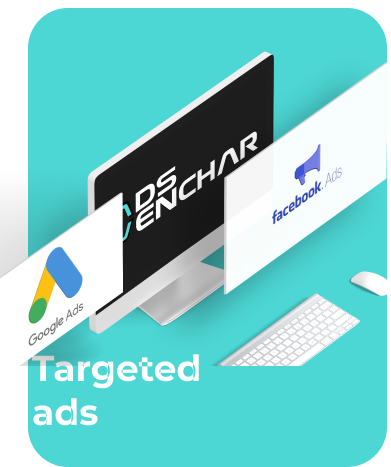 DS
ENCHAR
facebook. Ads
Google Ads
Targeted
ads